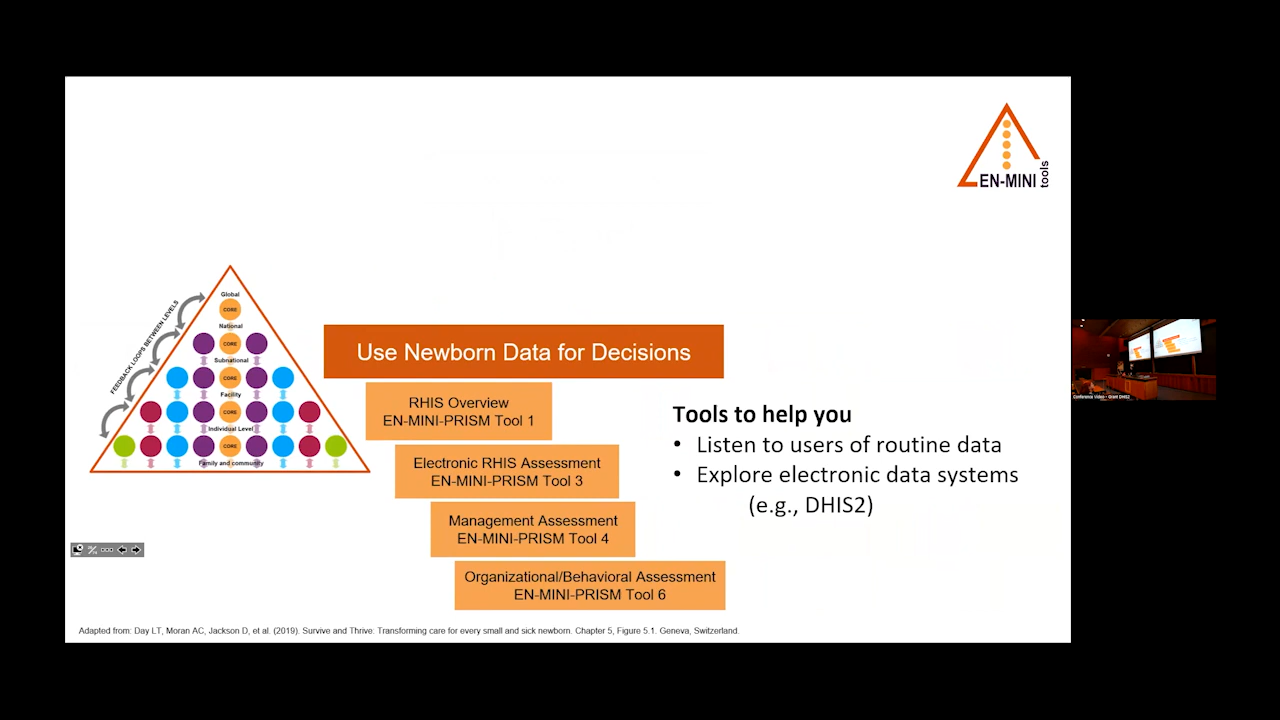 EN-MINI
tools
Global
CORE
National
CORE
Subnational
CORE
Facility
CORE
Individual Level
CORE
Family and community
FEEDBACK LOOPS BETWEEN LEVELS
Use Newborn Data for Decisions
RHIS Overview
EN-MINI-PRISM Tool 1
Electronic RHIS Assessment
EN-MINI-PRISM Tool 3
Management Assessment
EN-MINI-PRISM Tool 4
Organizational/Behavioral Assessment
EN-MINI-PRISM Tool 6
Tools to help you
• Listen to users of routine data
• Explore electronic data systems
(e.g., DHIS2)
Adapted from: Day LT, Moran AC, Jackson D, et al. (2019). Survive and Thrive: Transforming care for every small and sick newborn. Chapter 5, Figure 5.1. Geneva, Switzerland.
Conference Video - Grant DHIS2